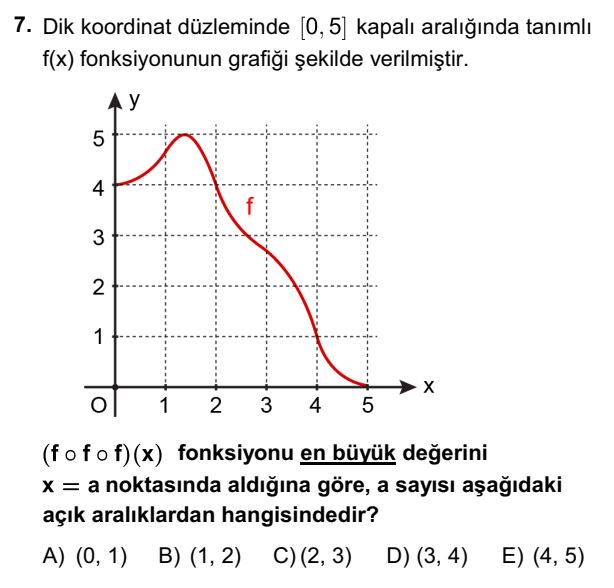 7. Dik koordinat düzleminde [0, 5] kapalı aralığında tanımlı
f(x) fonksiyonunun grafiği şekilde verilmiştir.
y
5
4
f
3
2
1
x
O 1 2 3 4 5
(f ∘ f ∘ f)(x) fonksiyonu en büyük değerini
x = a noktasında aldığına göre, a sayısı aşağıdaki
açık aralıklardan hangisindedir?
A) (0, 1) B) (1, 2) C) (2, 3) D) (3, 4) E) (4, 5)